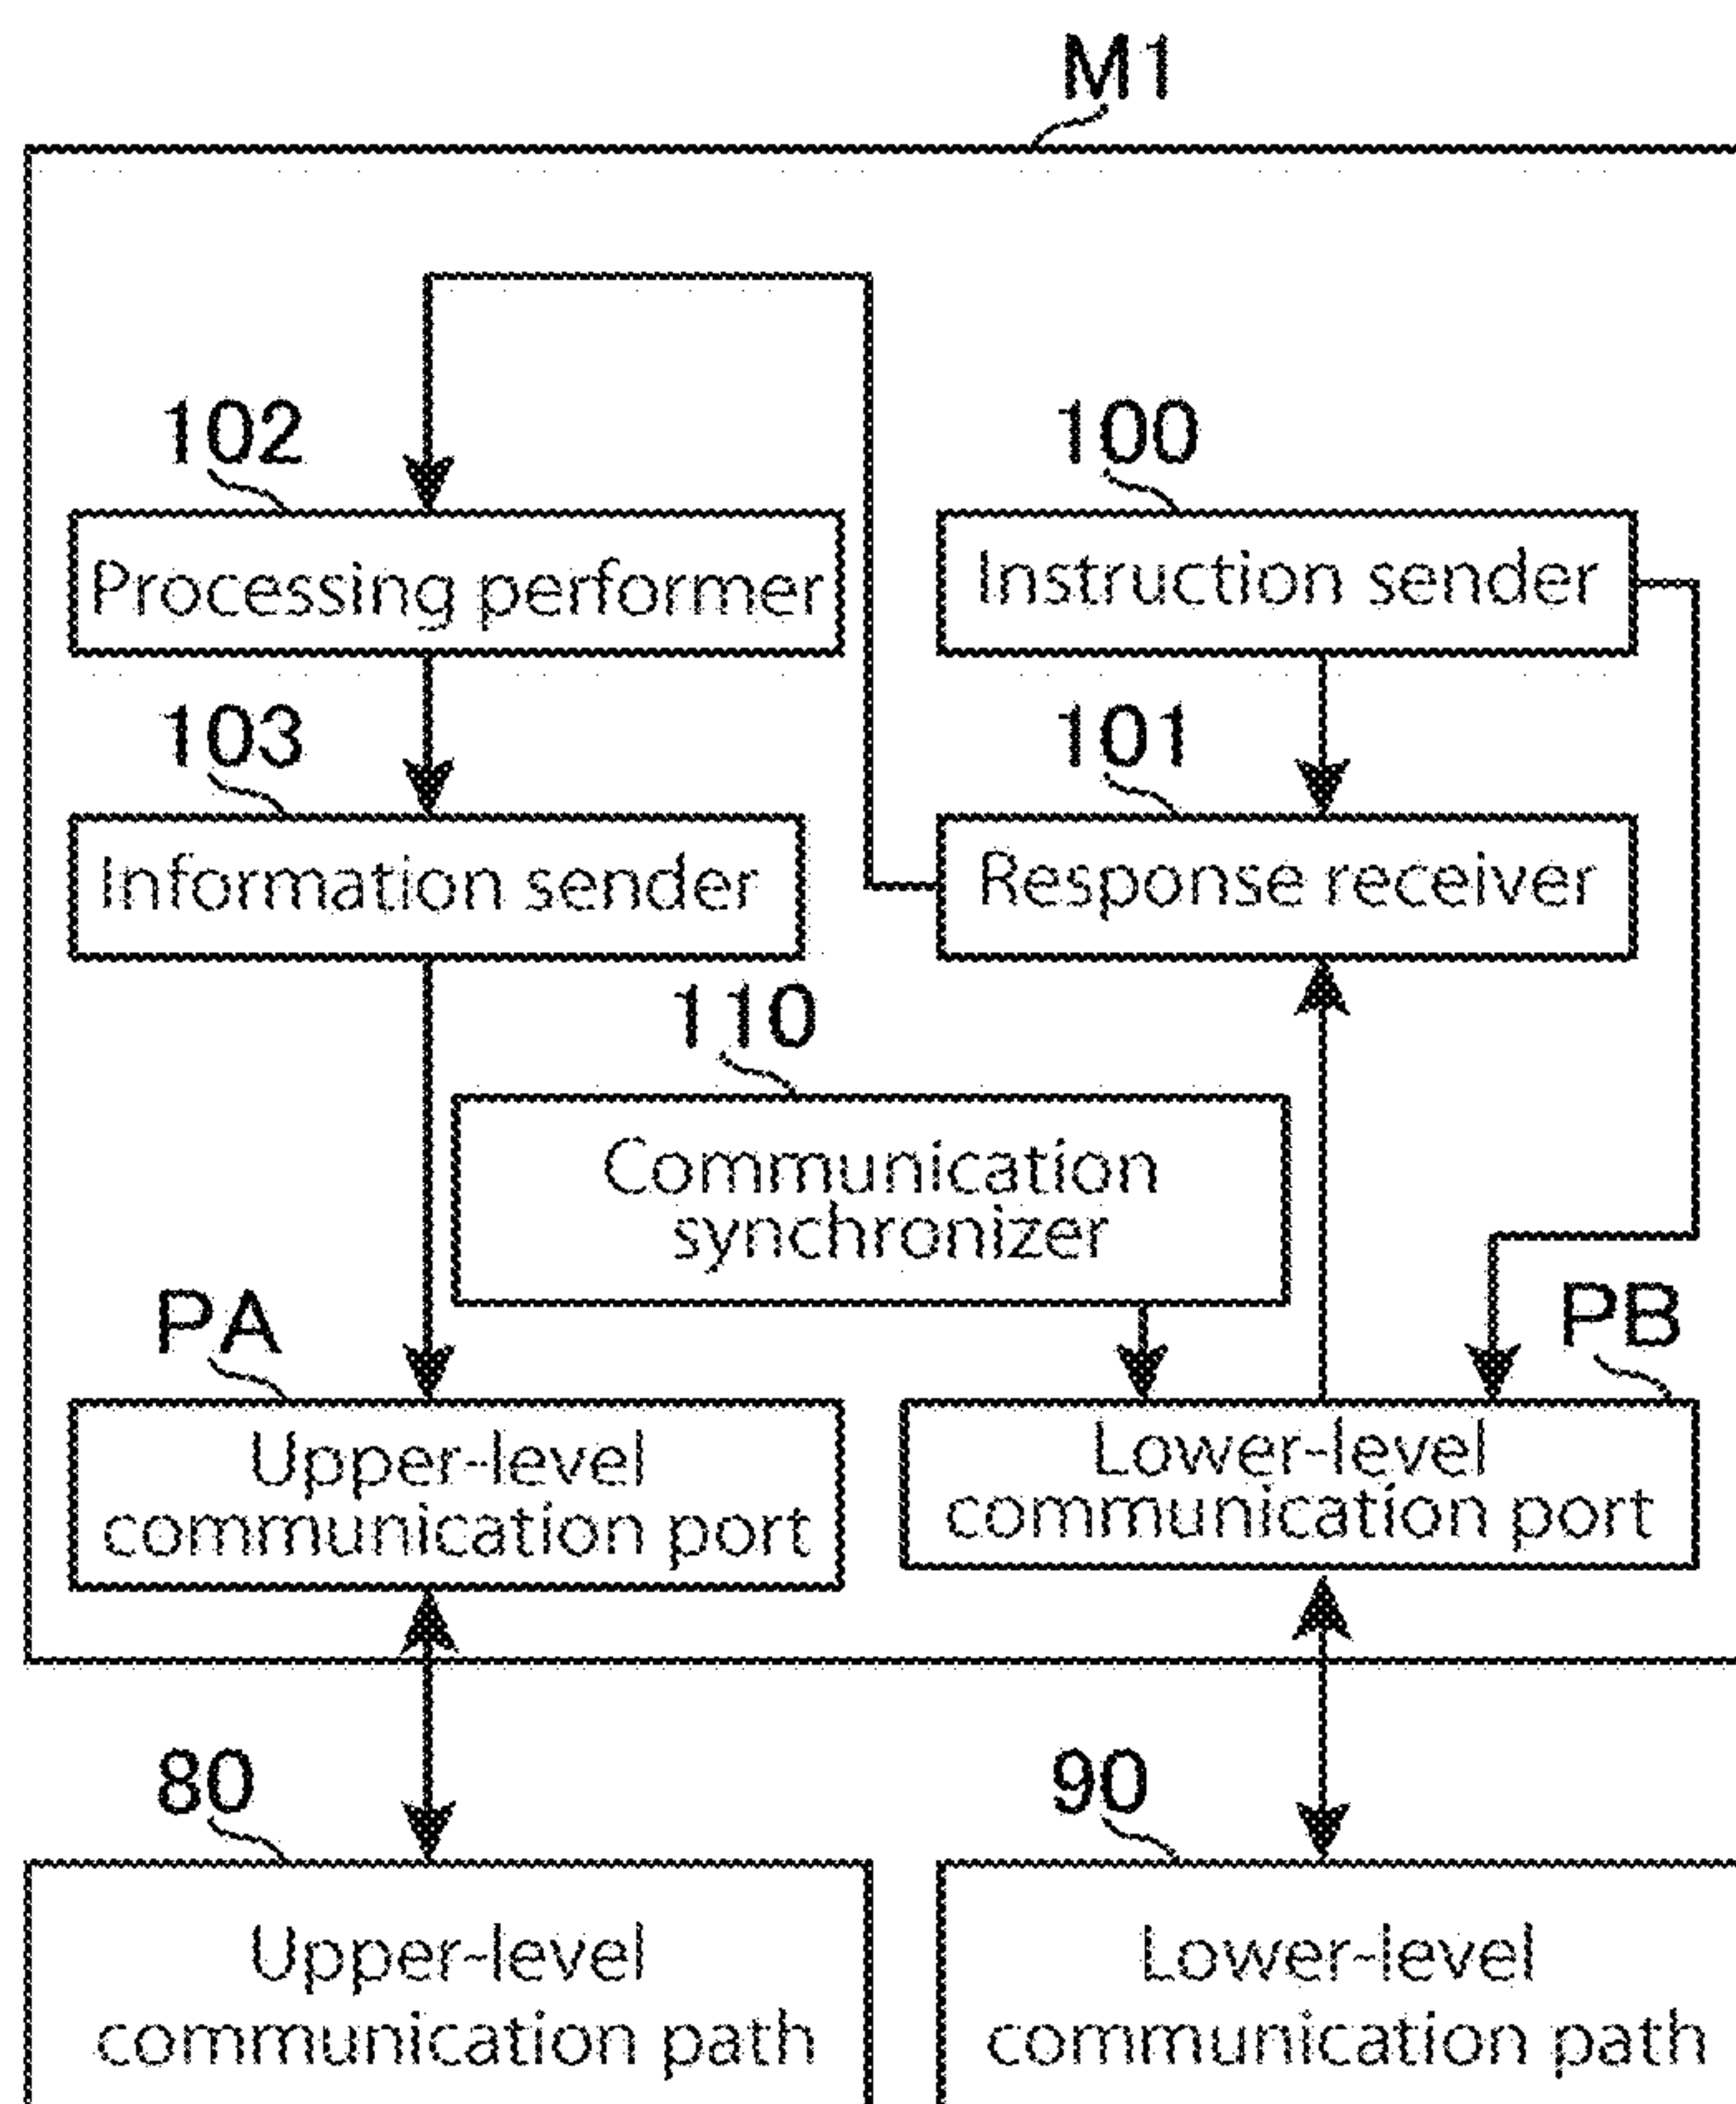 M1
102
100
Processing performer
Instruction sender
103
101
Information sender
Response receiver
110
Communication
synchronizer
PA
PB
Upper-level
communication port
Lower-level
communication port
80
90
Upper-level
communication path
Lower-level
communication path